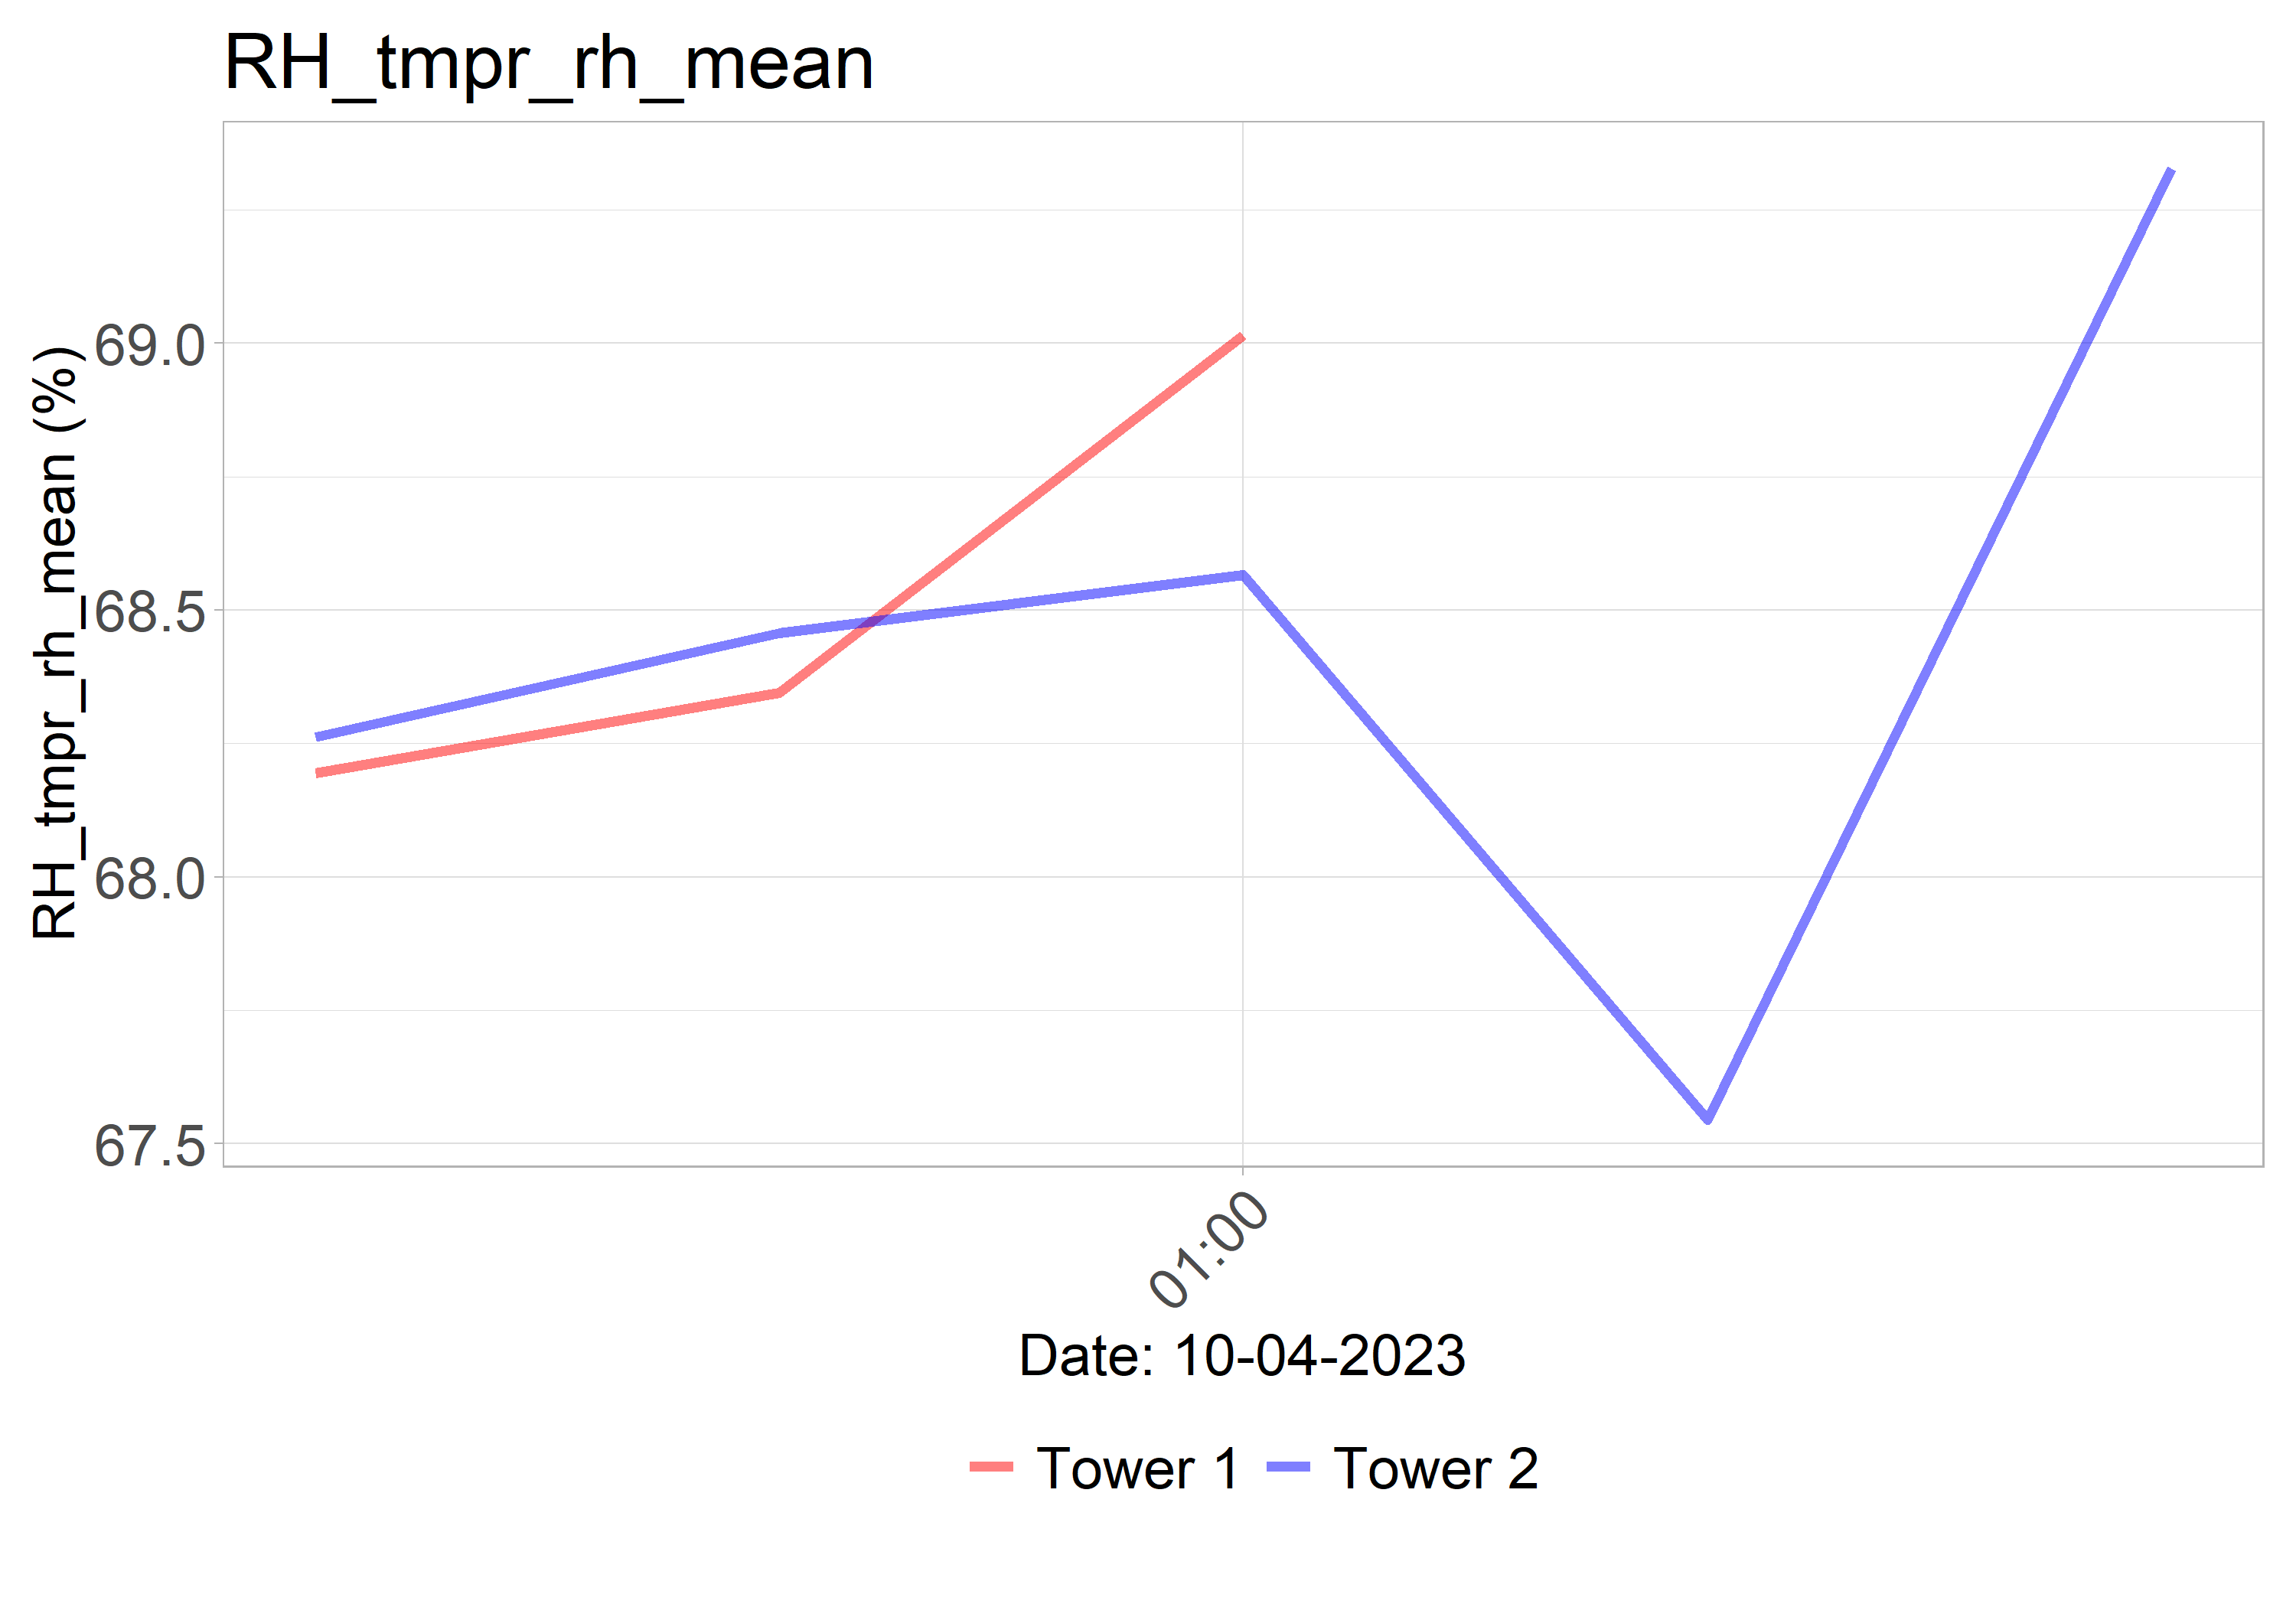 RH_tmpr_rh_mean
RH_tmpr_rh_mean (%)
69.0
68.5
68.0
67.5
01:00
Date: 10-04-2023
Tower 1 Tower 2